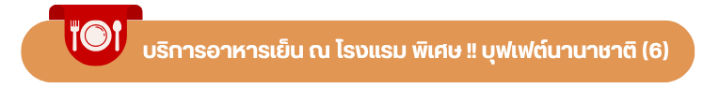 บริการอาหารเย็น ณ โรงแรม พิเศษ !! บุฟเฟต์นานาชาติ (6)